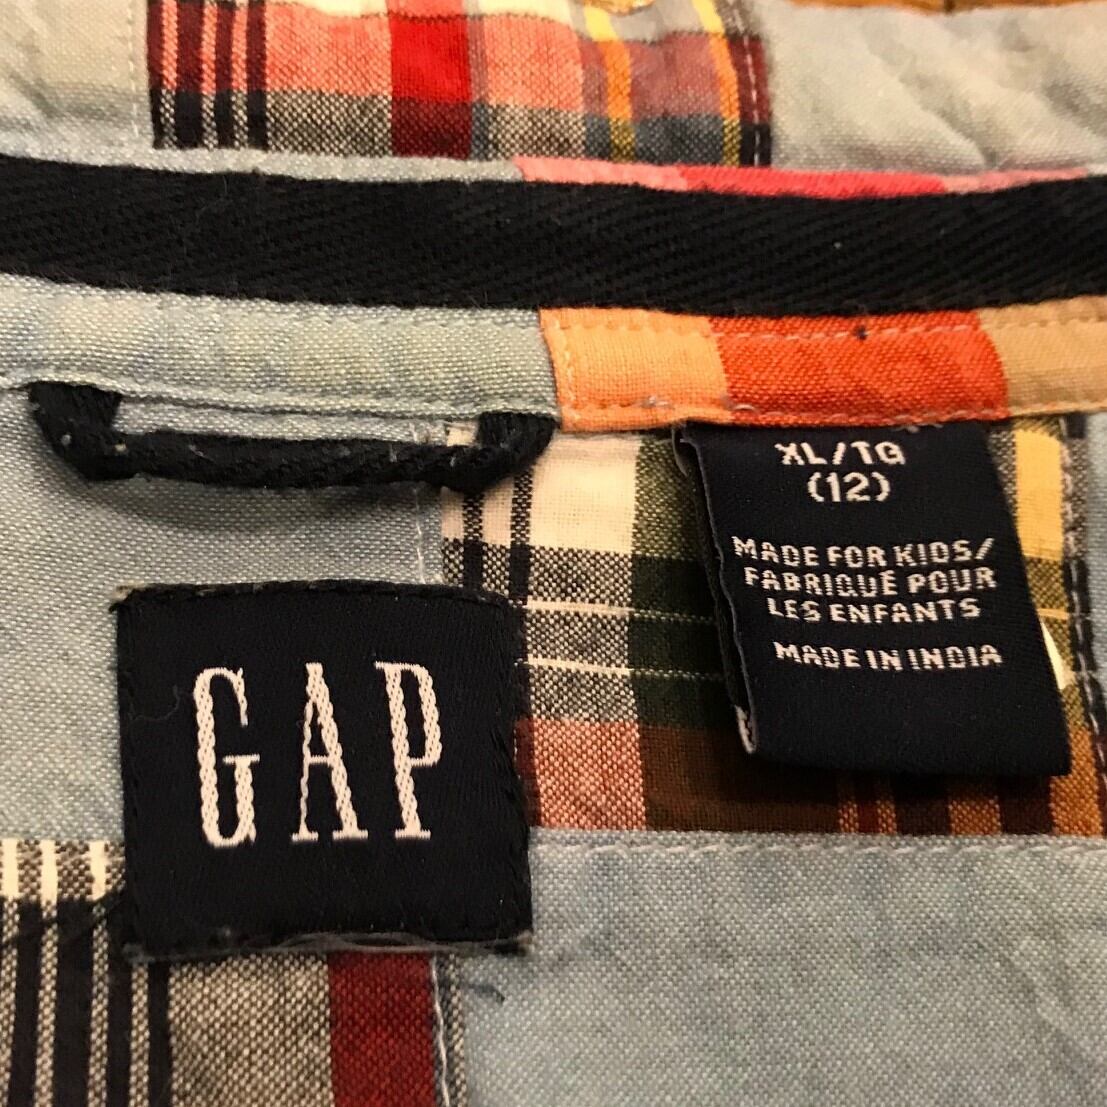 GAP
XL/TG
(12)
MADE FOR KIDS/
FABRIQUÉ POUR
LES ENFANTS
MADE IN INDIA